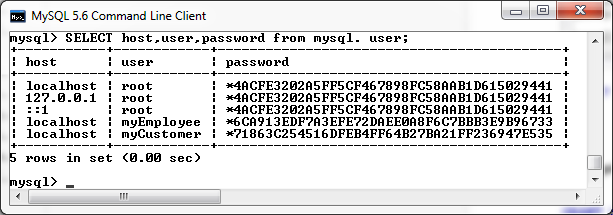 MySQL 5.6 Command Line Client
mysql> SELECT host,user,password from mysql. user;
+-----------+------------+-------------------------------------------+
| host | user | password |
+-----------+------------+-------------------------------------------+
| localhost | root | *4ACFE3202A5FF5CF467898FC58AAB1D615029441 |
| 127.0.0.1 | root | *4ACFE3202A5FF5CF467898FC58AAB1D615029441 |
| ::1 | root | *4ACFE3202A5FF5CF467898FC58AAB1D615029441 |
| localhost | myEmployee | *6CA913EDF7A3EFE72DAEE0A8F6C7BBB3E9B96733 |
| localhost | myCustomer | *71863C254516DFEB4FF64B27BA21FF236947E535 |
+-----------+------------+-------------------------------------------+
5 rows in set (0.00 sec)
mysql> _